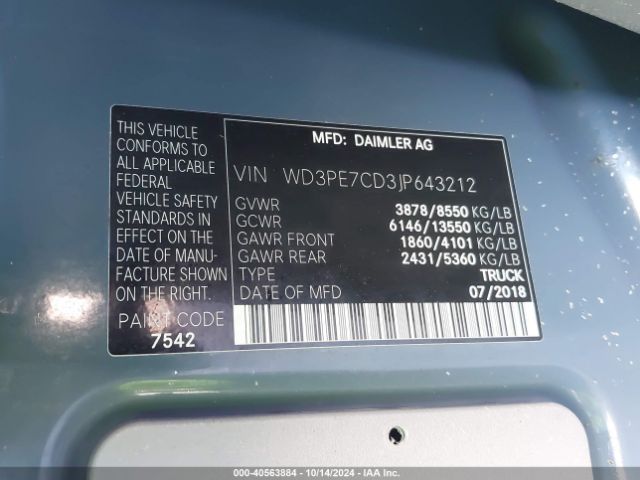 THIS VEHICLE
CONFORMS TO
ALL APPLICABLE
FEDERAL
VEHICLE SAFETY
STANDARDS IN
EFFECT ON THE
DATE OF MANU-
FACTURE SHOWN
ON THE RIGHT.
PAINT CODE
7542
MFD: DAIMLER AG
VIN WD3PE7CD3JP643212
GVWR 3878/8550 KG/LB
GCWR 6146/13550 KG/LB
GAWR FRONT 1860/4101 KG/LB
GAWR REAR 2431/5360 KG/LB
TYPE TRUCK
DATE OF MFD 07/2018
000-40563884 | 10/14/2024 | IAA Inc.